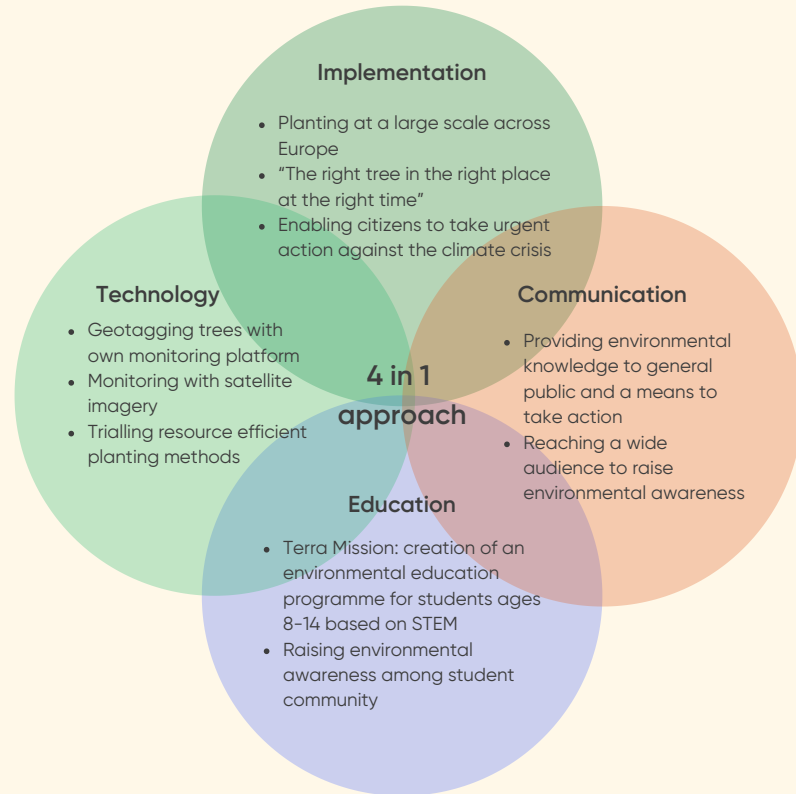 Implementation
• Planting at a large scale across
Europe
• “The right tree in the right place
at the right time”
• Enabling citizens to take urgent
action against the climate crisis
Technology
• Geotagging trees with
own monitoring platform
• Monitoring with satellite
imagery
• Trialling resource efficient
planting methods
Communication
• Providing environmental
knowledge to general
public and a means to
take action
• Reaching a wide
audience to raise
environmental awareness
4 in 1
approach
Education
• Terra Mission: creation of an
environmental education
programme for students ages
8-14 based on STEM
• Raising environmental
awareness among student
community